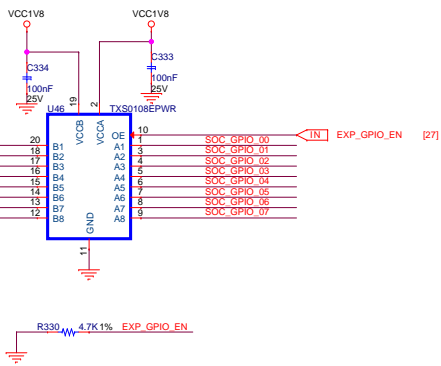 VCC1V8 VCC1V8
C334 C333
100nF 100nF
25V 25V
U46 TXS0108EPWR
19 2
VCCB VCCA
OE 10 IN EXP_GPIO_EN [27]
20 B1 A1 1 SOC_GPIO_00
18 B2 A2 3 SOC_GPIO_01
17 B3 A3 4 SOC_GPIO_02
16 B4 A4 5 SOC_GPIO_03
15 B5 A5 6 SOC_GPIO_04
14 B6 A6 7 SOC_GPIO_05
13 B7 A7 8 SOC_GPIO_06
12 B8 A8 9 SOC_GPIO_07
GND
11
R330 4.7K 1% EXP_GPIO_EN